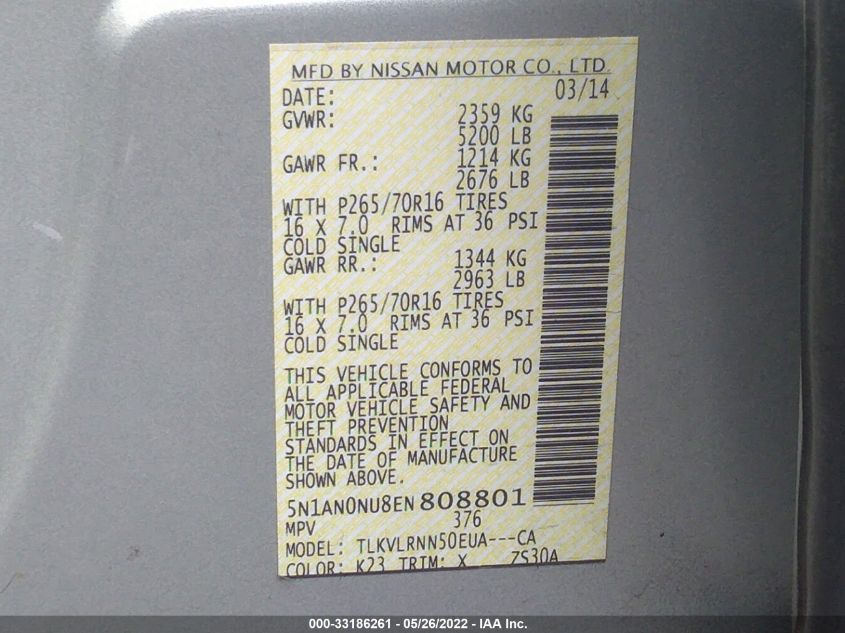 MFD BY NISSAN MOTOR CO., LTD.
DATE: 03/14
GVWR: 2359 KG
5200 LB
GAWR FR.: 1214 KG
2676 LB
WITH P265/70R16 TIRES
16 X 7.0 RIMS AT 36 PSI
COLD SINGLE
GAWR RR.: 1344 KG
2963 LB
WITH P265/70R16 TIRES
16 X 7.0 RIMS AT 36 PSI
COLD SINGLE
THIS VEHICLE CONFORMS TO
ALL APPLICABLE FEDERAL
MOTOR VEHICLE SAFETY AND
THEFT PREVENTION
STANDARDS IN EFFECT ON
THE DATE OF MANUFACTURE
SHOWN ABOVE.
5N1AN0NU8EN 808801
MPV 376
MODEL: TLKVLRNN50EUA---CA
COLOR: K23 TRIM: X ZS30A
000-33186261 - 05/26/2022 - IAA Inc.